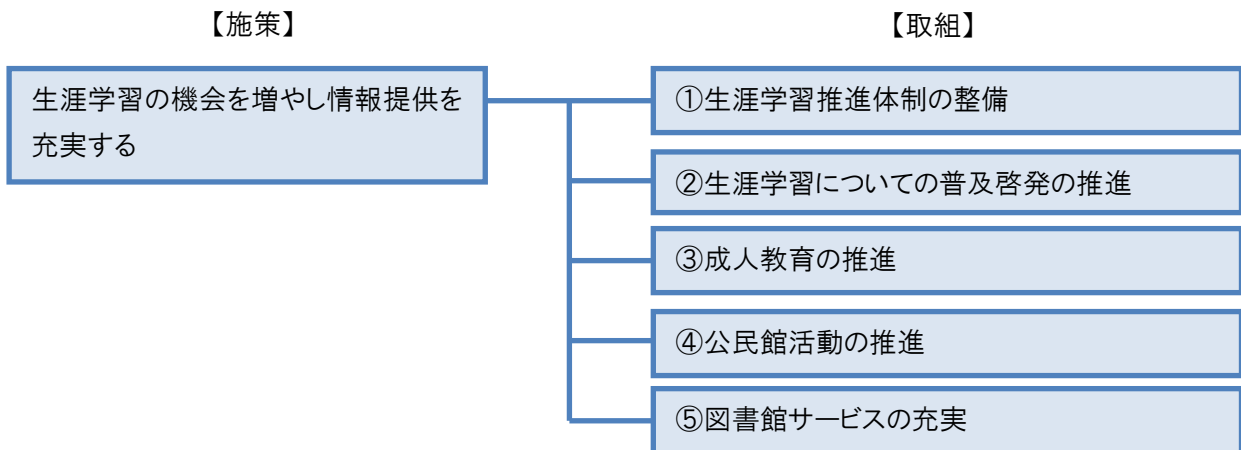 【施策】
【取組】
生涯学習の機会を増やし情報提供を
充実する
①生涯学習推進体制の整備
②生涯学習についての普及啓発の推進
③成人教育の推進
④公民館活動の推進
⑤図書館サービスの充実